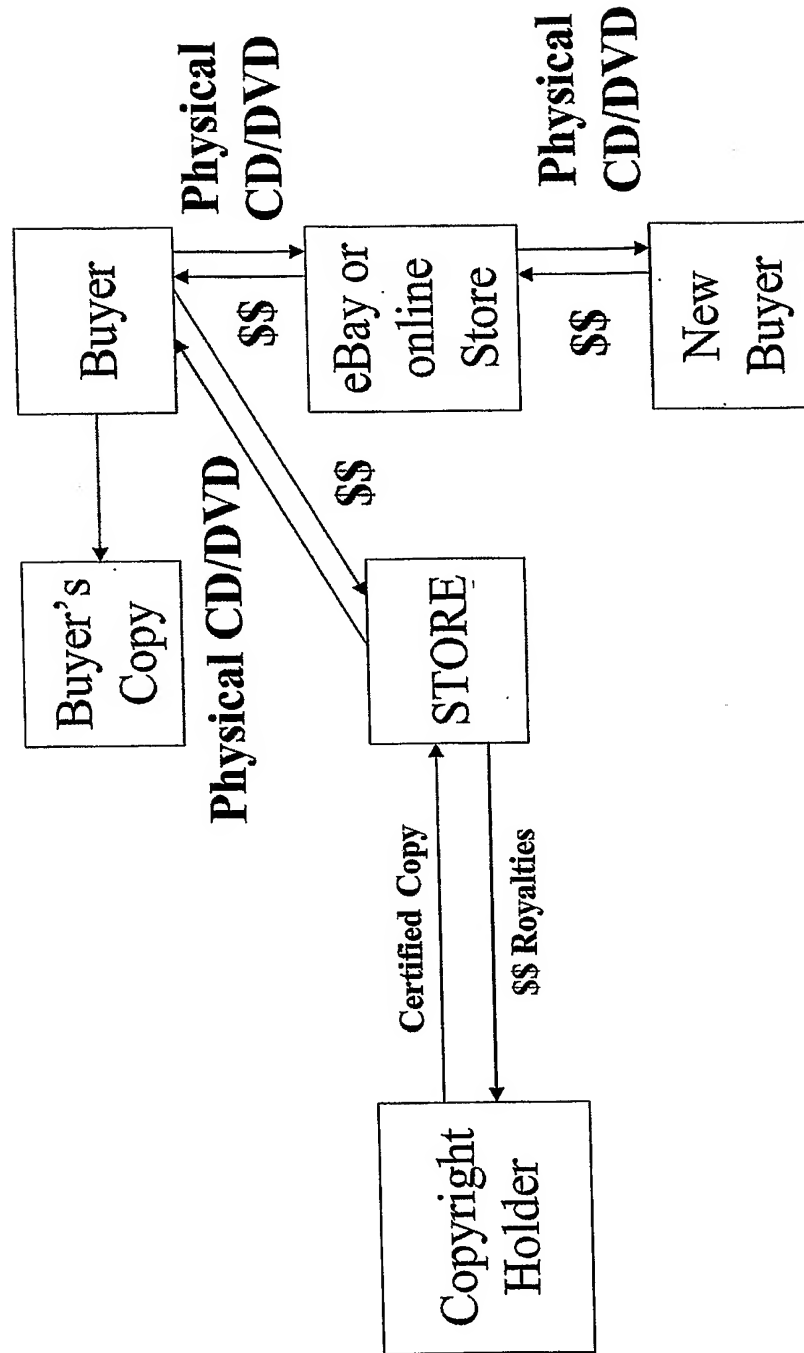 Buyer's
Copy
Buyer
Physical CD/DVD
$$
$$
Physical
CD/DVD
Copyright
Holder
Certified Copy
$$ Royalties
STORE
eBay or
online
Store
$$
New
Buyer
Physical
CD/DVD